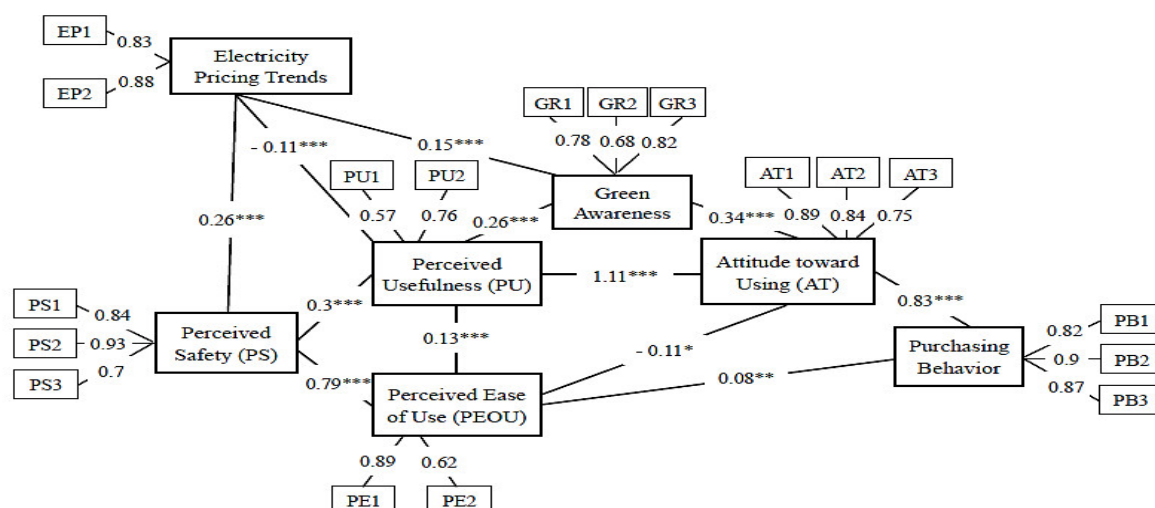 EP1
0.83
Electricity
Pricing Trends
EP2
0.88
GR1
GR2
GR3
0.78
0.68
0.82
- 0.11***
0.15***
PU1
PU2
AT1
AT2
AT3
Green
Awareness
0.26***
0.57
0.76
0.26***
0.34***
0.89
0.84
0.75
Perceived
Usefulness (PU)
1.11***
Attitude toward
Using (AT)
PS1
0.84
PS2
0.93
PS3
0.7
Perceived
Safety (PS)
0.3***
0.13***
0.83***
0.79***
- 0.11*
0.08**
Purchasing
Behavior
0.82
PB1
0.9
PB2
0.87
PB3
Perceived Ease
of Use (PEOU)
0.89
0.62
PE1
PE2